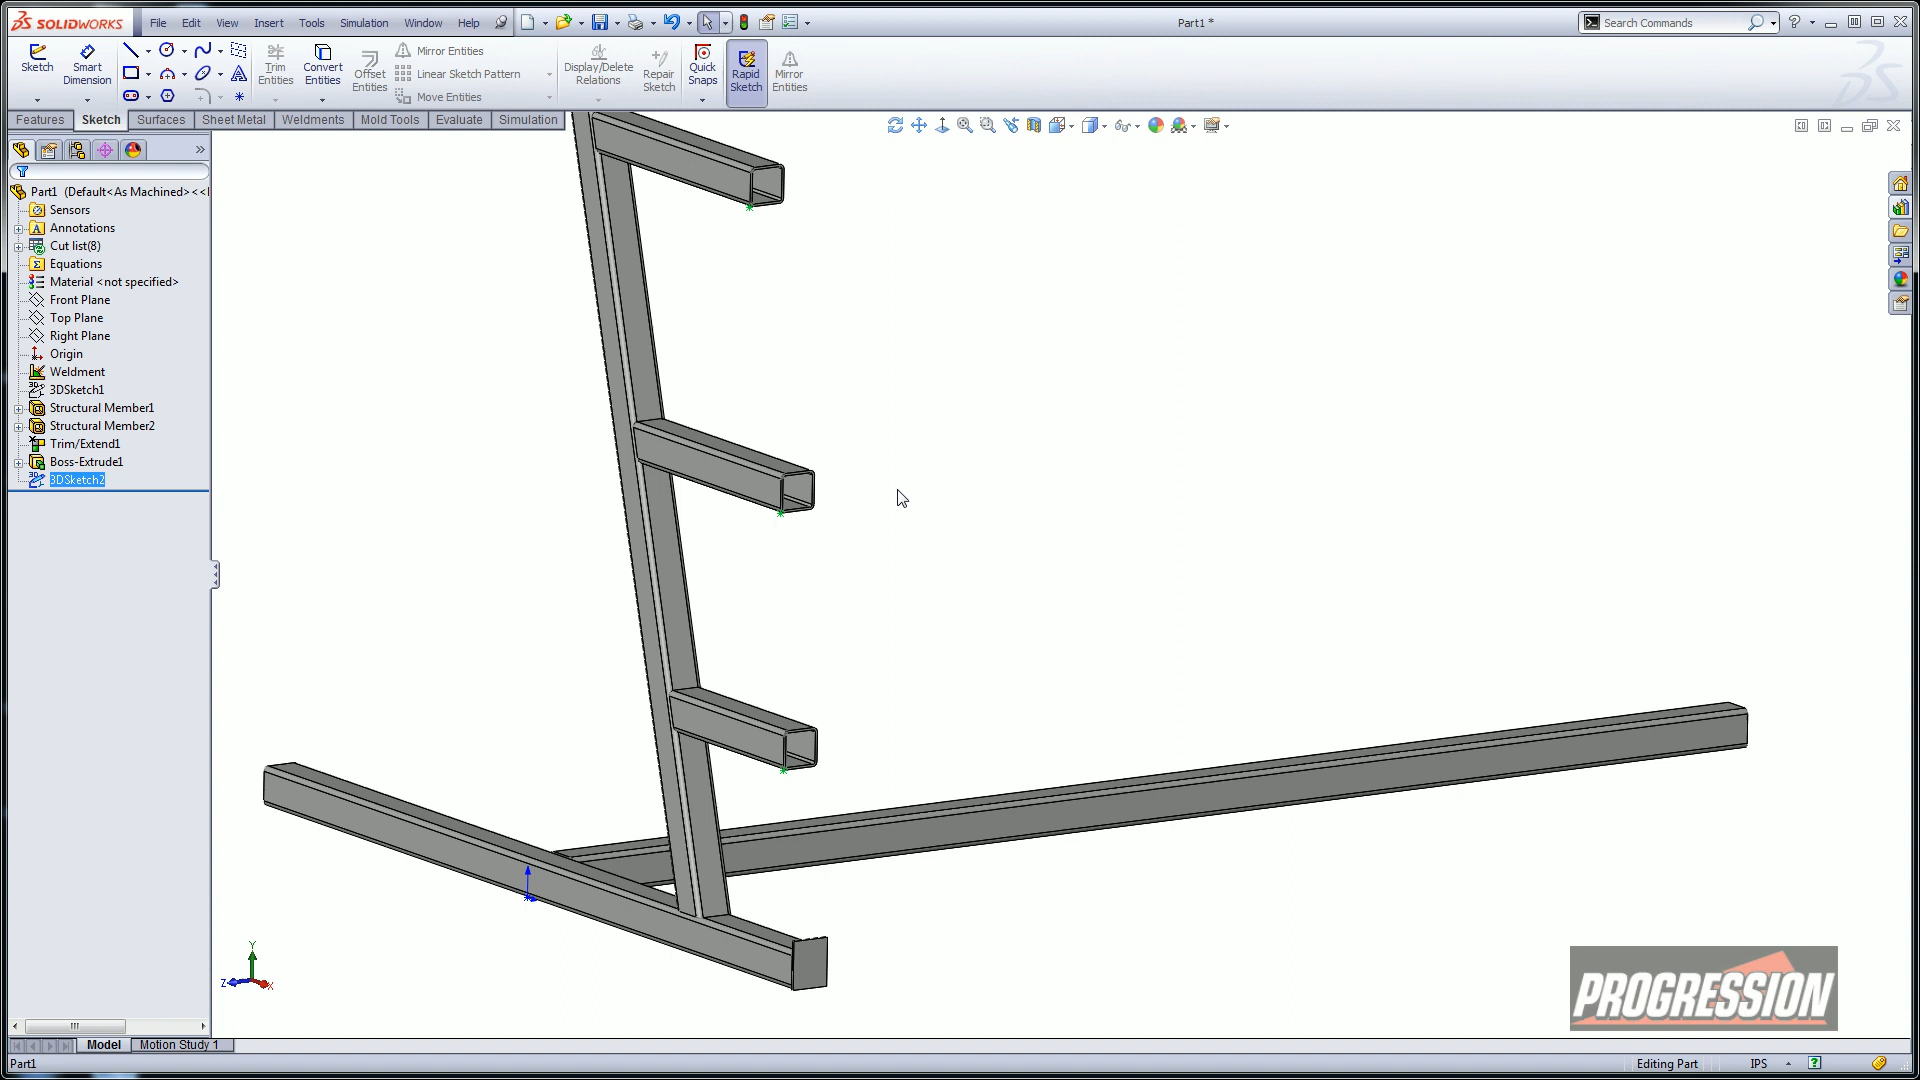 SOLIDWORKS File Edit View Insert Tools Simulation Window Help Part1 * Search Commands
Sketch Smart Dimension Trim Entities Convert Entities Offset Entities Mirror Entities Linear Sketch Pattern Move Entities Display/Delete Relations Repair Sketch Quick Snaps Rapid Sketch Mirror Entities
Features Sketch Surfaces Sheet Metal Weldments Mold Tools Evaluate Simulation
Part1 (Default<As Machined><<
Sensors
Annotations
Cut list(8)
Equations
Material <not specified>
Front Plane
Top Plane
Right Plane
Origin
Weldment
3DSketch1
Structural Member1
Structural Member2
Trim/Extend1
Boss-Extrude1
3DSketch2
Y
Z X
PROGRESSION
Model Motion Study 1
Part1 Editing Part IPS